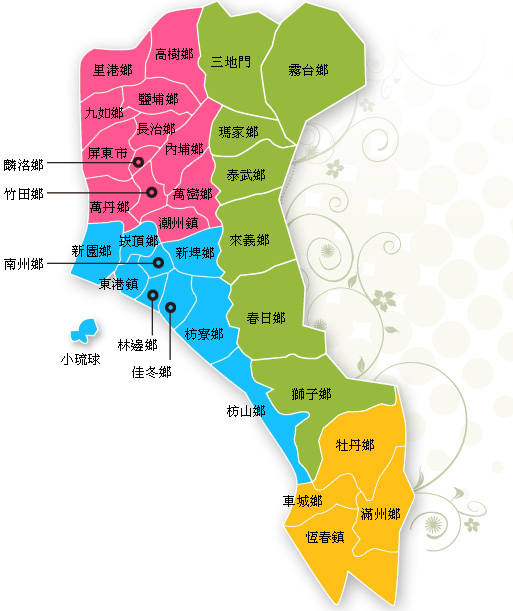 高樹鄉
三地門
霧台鄉
里港鄉
鹽埔鄉
九如鄉
長治鄉
瑪家鄉
屏東市
內埔鄉
麟洛鄉
泰武鄉
竹田鄉
萬巒鄉
萬丹鄉
潮州鎮
崁頂鄉
來義鄉
新園鄉
新埤鄉
南州鄉
東港鎮
春日鄉
枋寮鄉
林邊鄉
小琉球
佳冬鄉
獅子鄉
枋山鄉
牡丹鄉
車城鄉
滿州鄉
恆春鎮